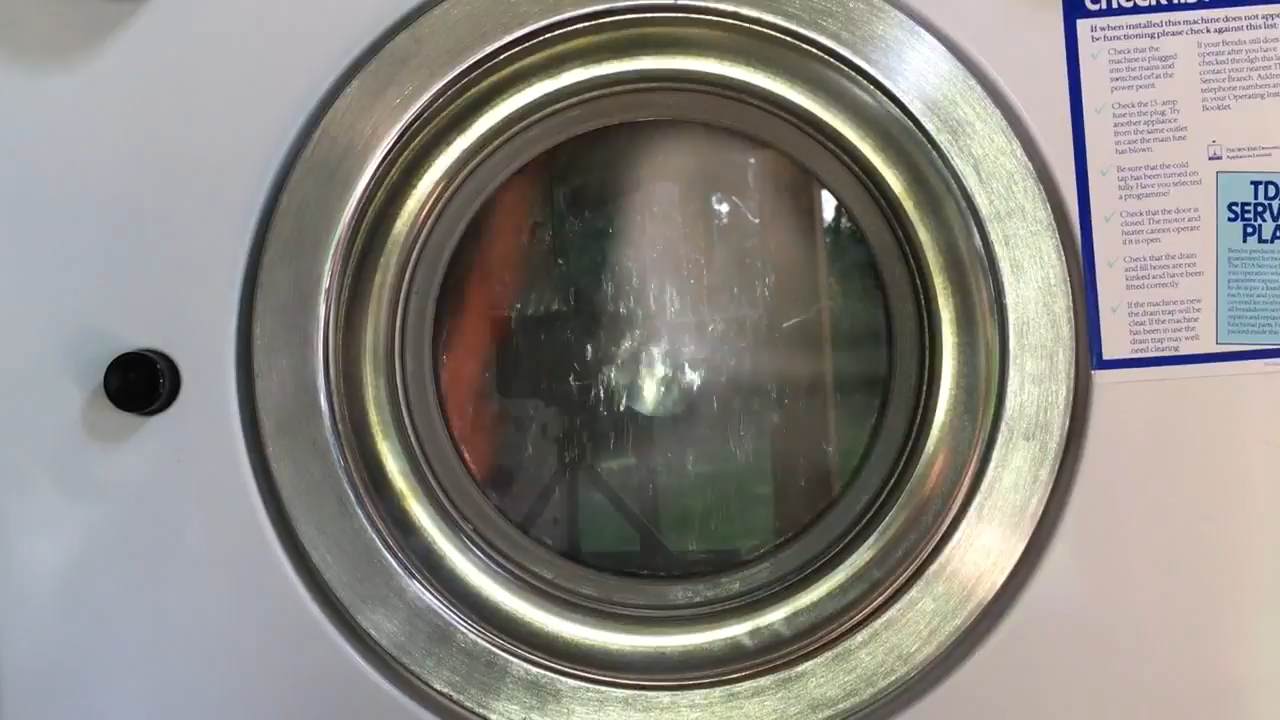 check list
If when installed this machine does not appe
be functioning please check against this list:
Check that the
machine is plugged
into the mains and
switched on at the
power point.
Check the 13-amp
fuse in the plug. Try
another appliance
from the same outlet
in case the main fuse
has blown.
Be sure that the cold
tap has been turned on
fully. Have you selected
a programme?
Check that the door is
closed. The motor and
heater cannot operate
if it is open.
Check that the drain
and fill hoses are not
kinked and have been
fitted correctly
If the machine is new
the drain trap will be
clear. If the machine
has been in use the
drain trap may well
need clearing.
If your Bendix still does
operate after you have
checked through this li
contact your nearest T
Service Branch. Addre
telephone numbers ar
in your Operating Inst
Booklet.
THORN EMI Domestic
Appliances Limited
TD
SERV
PLA